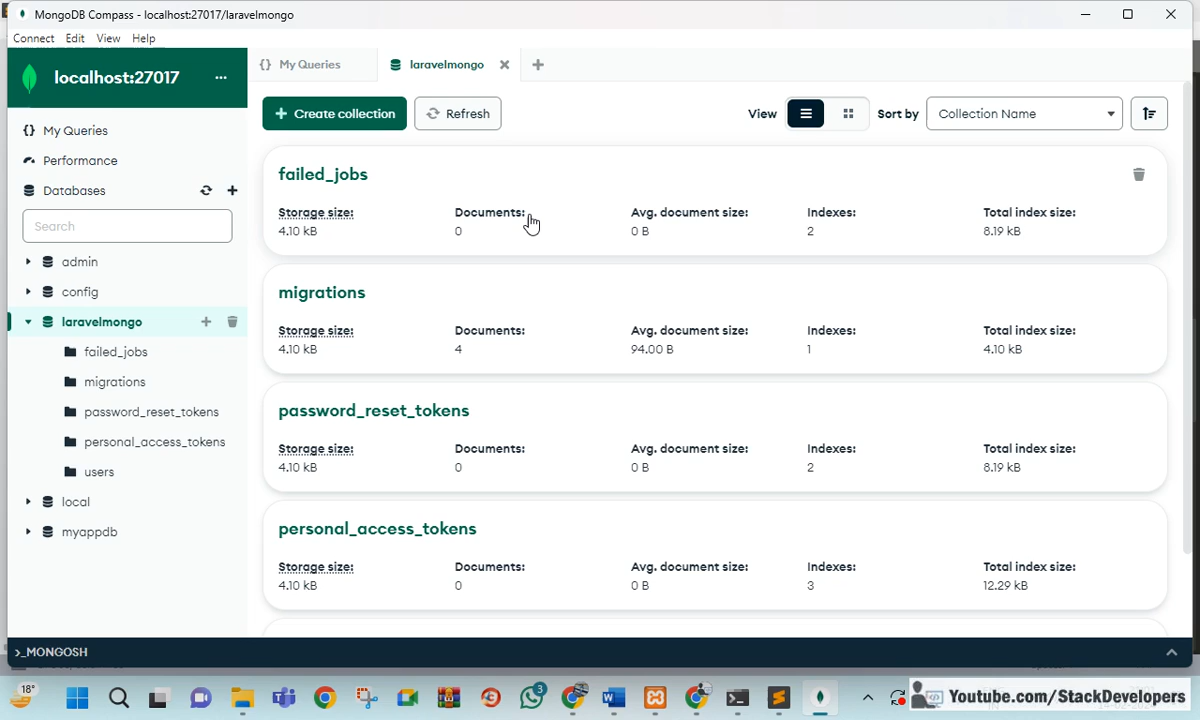 MongoDB Compass - localhost:27017/laravelmongo
Connect Edit View Help
localhost:27017 ...
{} My Queries
laravelmongo
{} My Queries
Performance
Databases
Search
admin
config
laravelmongo
failed_jobs
migrations
password_reset_tokens
personal_access_tokens
users
local
myappdb
Create collection
Refresh
View
Sort by
Collection Name
failed_jobs
Storage size: Documents: Avg. document size: Indexes: Total index size:
4.10 kB 0 0 B 2 8.19 kB
migrations
Storage size: Documents: Avg. document size: Indexes: Total index size:
4.10 kB 4 94.00 B 1 4.10 kB
password_reset_tokens
Storage size: Documents: Avg. document size: Indexes: Total index size:
4.10 kB 0 0 B 2 8.19 kB
personal_access_tokens
Storage size: Documents: Avg. document size: Indexes: Total index size:
4.10 kB 0 0 B 3 12.29 kB
>_MONGOSH
18°
3
Youtube.com/StackDevelopers